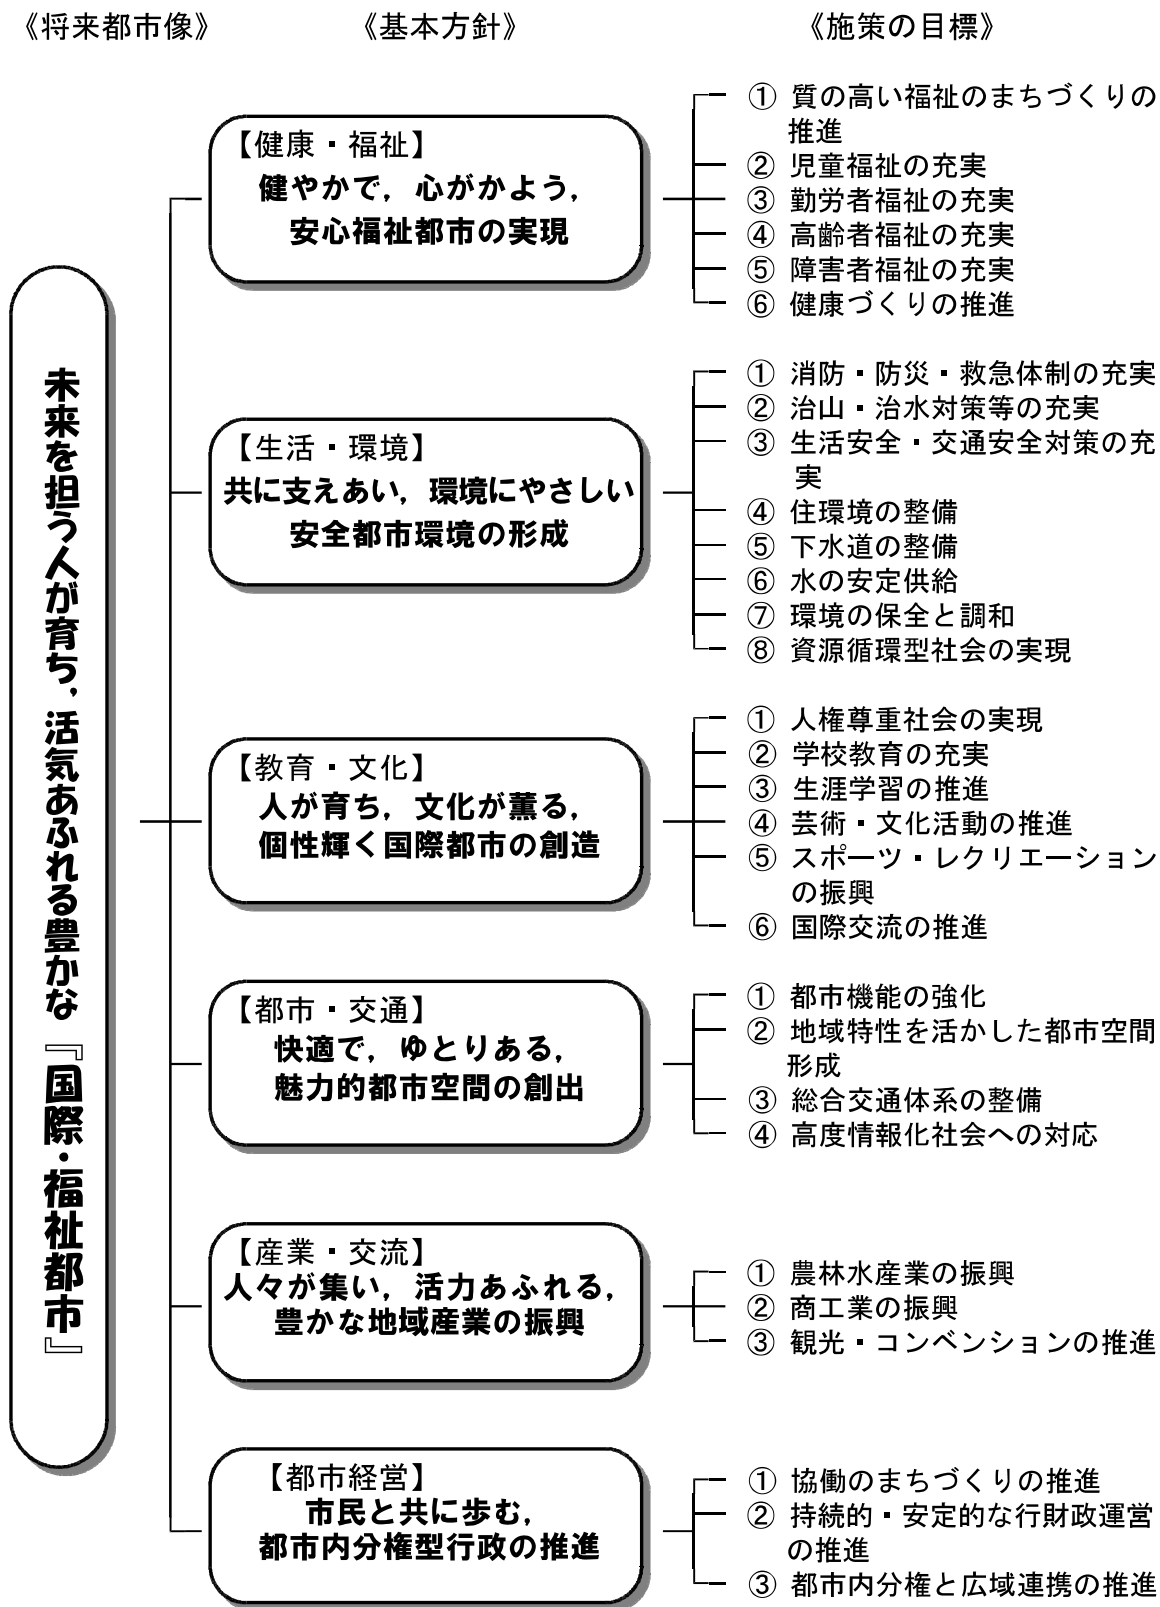 《将来都市像》
《基本方針》
《施策の目標》
未来を担う人が育ち，活気あふれる豊かな『国際・福祉都市』
【健康・福祉】
健やかで，心がかよう，
安心福祉都市の実現
① 質の高い福祉のまちづくりの
推進
② 児童福祉の充実
③ 勤労者福祉の充実
④ 高齢者福祉の充実
⑤ 障害者福祉の充実
⑥ 健康づくりの推進
【生活・環境】
共に支えあい，環境にやさしい
安全都市環境の形成
① 消防・防災・救急体制の充実
② 治山・治水対策等の充実
③ 生活安全・交通安全対策の充
実
④ 住環境の整備
⑤ 下水道の整備
⑥ 水の安定供給
⑦ 環境の保全と調和
⑧ 資源循環型社会の実現
【教育・文化】
人が育ち，文化が薫る，
個性輝く国際都市の創造
① 人権尊重社会の実現
② 学校教育の充実
③ 生涯学習の推進
④ 芸術・文化活動の推進
⑤ スポーツ・レクリエーション
の振興
⑥ 国際交流の推進
【都市・交通】
快適で，ゆとりある，
魅力的都市空間の創出
① 都市機能の強化
② 地域特性を活かした都市空間
形成
③ 総合交通体系の整備
④ 高度情報化社会への対応
【産業・交流】
人々が集い，活力あふれる，
豊かな地域産業の振興
① 農林水産業の振興
② 商工業の振興
③ 観光・コンベンションの推進
【都市経営】
市民と共に歩む，
都市内分権型行政の推進
① 協働のまちづくりの推進
② 持続的・安定的な行財政運営
の推進
③ 都市内分権と広域連携の推進